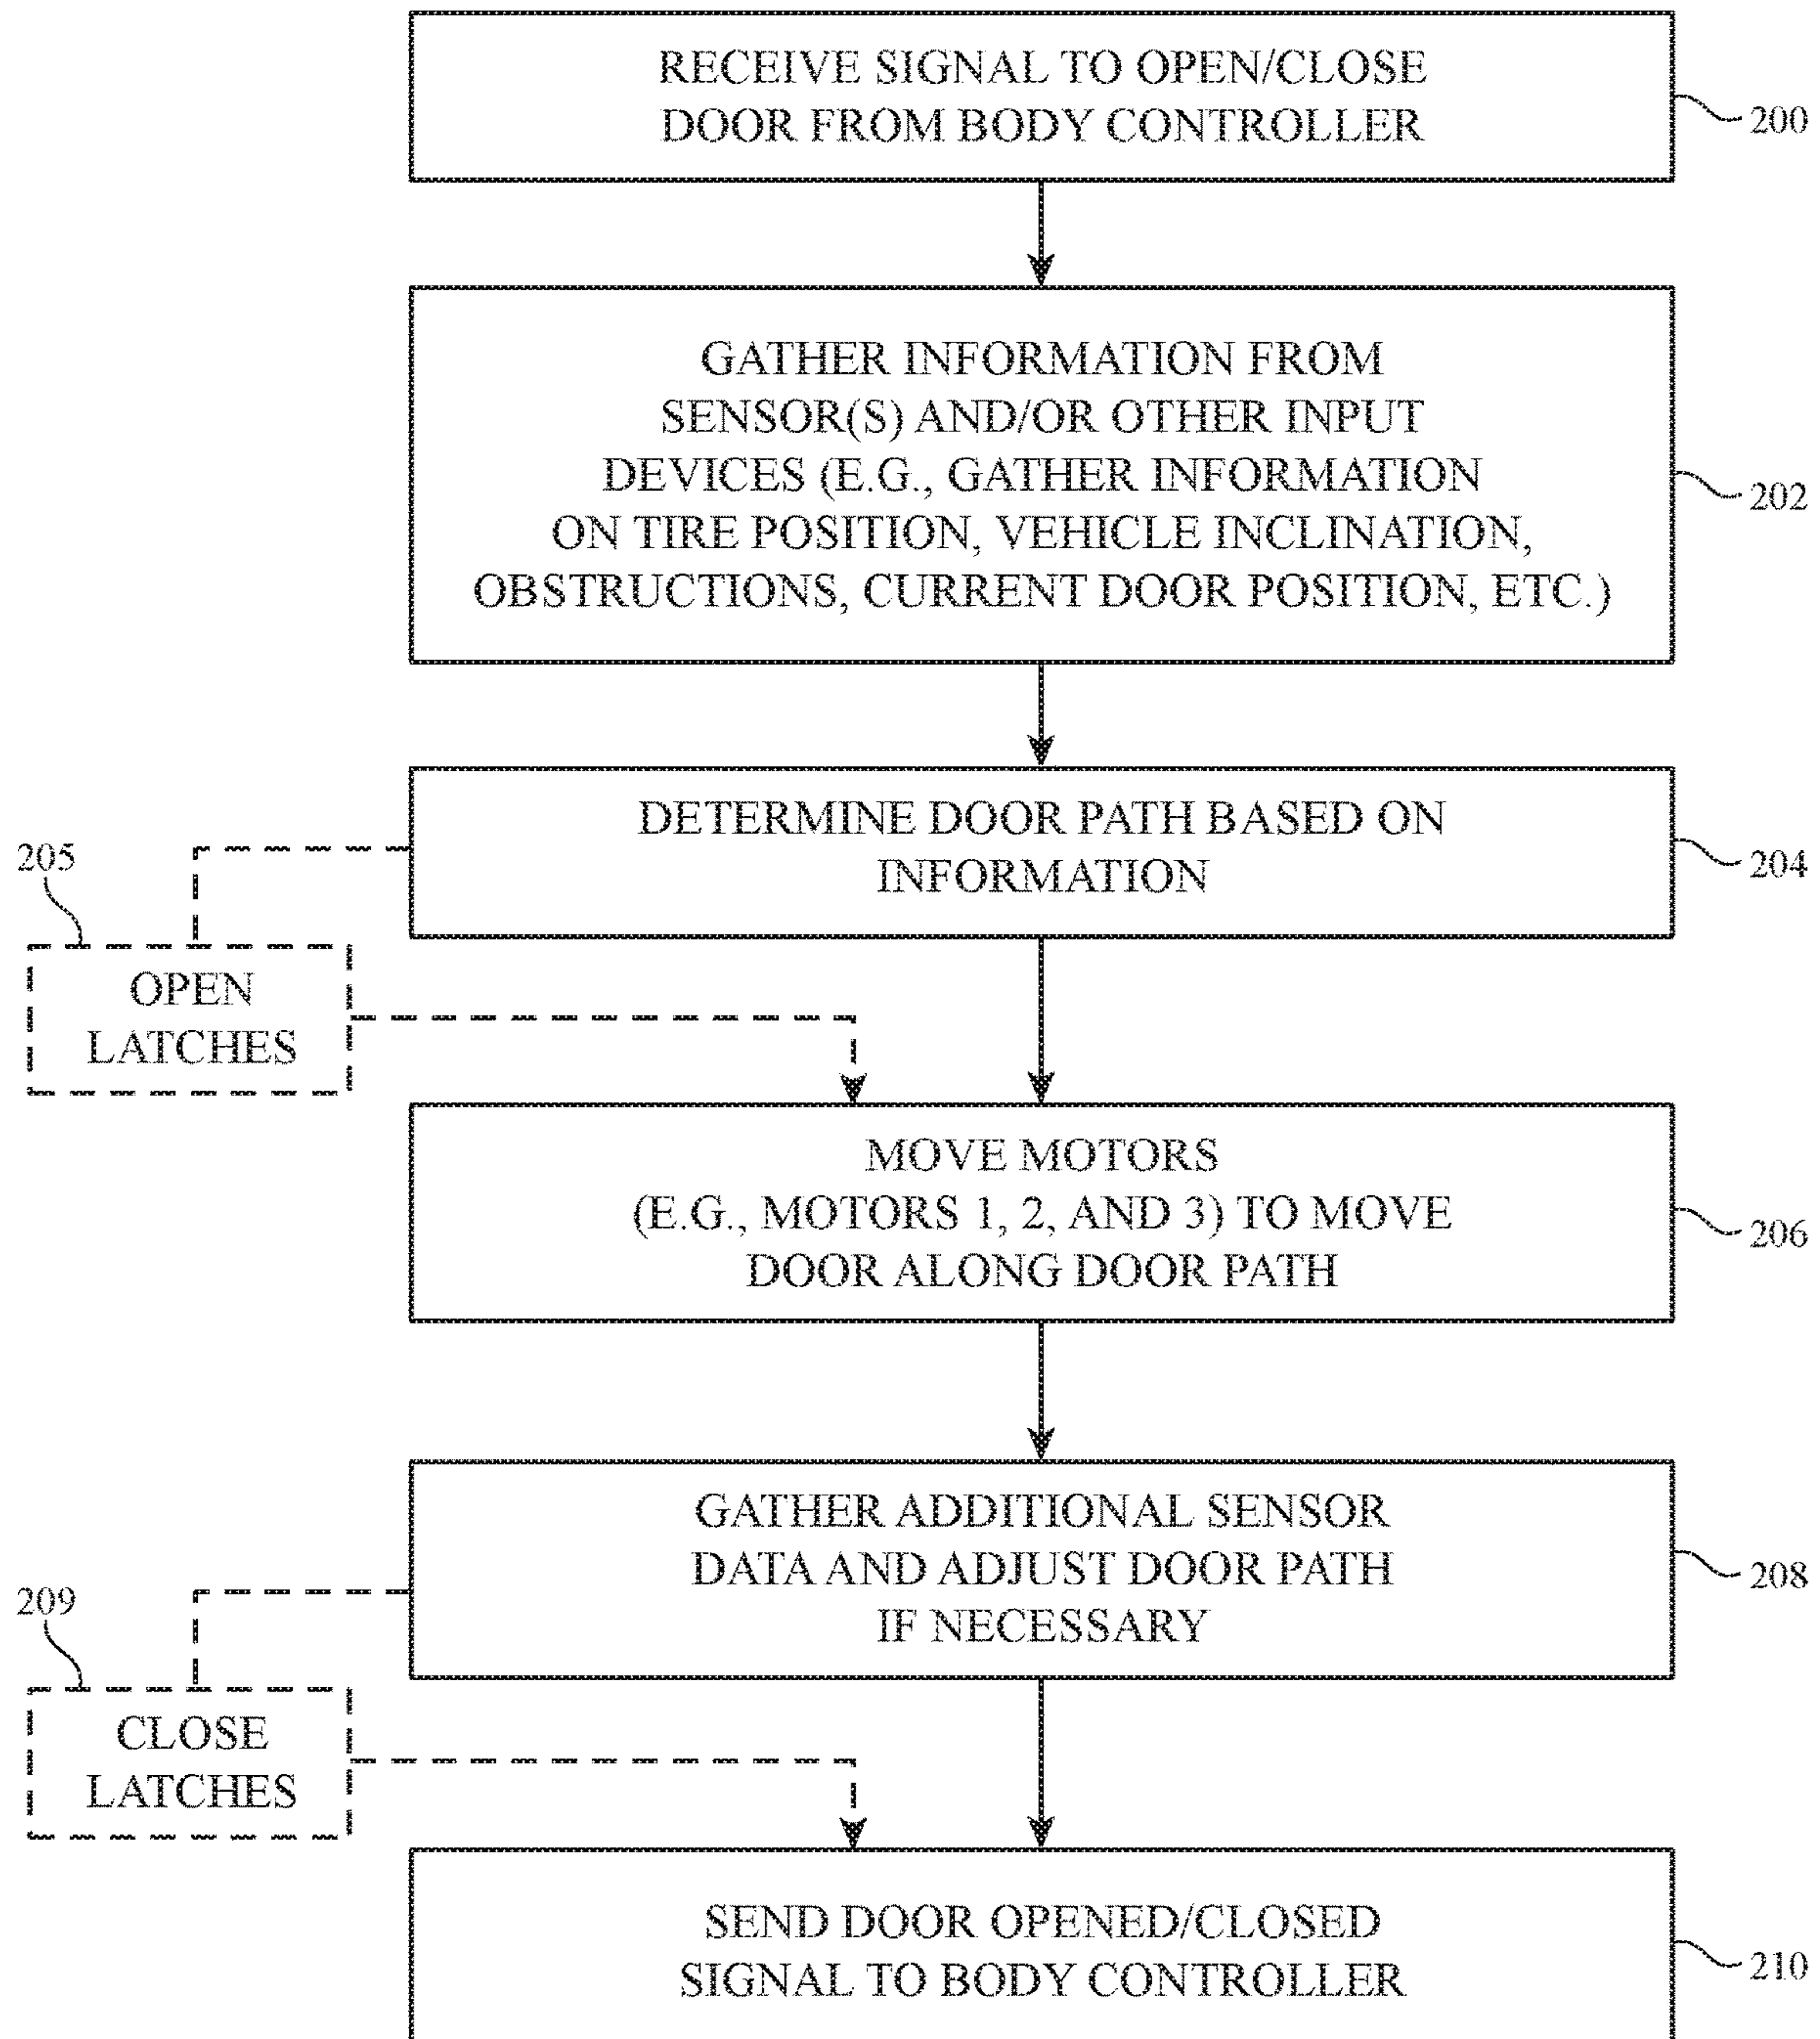 RECEIVE SIGNAL TO OPEN/CLOSE
DOOR FROM BODY CONTROLLER
200
GATHER INFORMATION FROM
SENSOR(S) AND/OR OTHER INPUT
DEVICES (E.G., GATHER INFORMATION
ON TIRE POSITION, VEHICLE INCLINATION,
OBSTRUCTIONS, CURRENT DOOR POSITION, ETC.)
202
DETERMINE DOOR PATH BASED ON
INFORMATION
204
205
OPEN
LATCHES
MOVE MOTORS
(E.G., MOTORS 1, 2, AND 3) TO MOVE
DOOR ALONG DOOR PATH
206
GATHER ADDITIONAL SENSOR
DATA AND ADJUST DOOR PATH
IF NECESSARY
208
209
CLOSE
LATCHES
SEND DOOR OPENED/CLOSED
SIGNAL TO BODY CONTROLLER
210